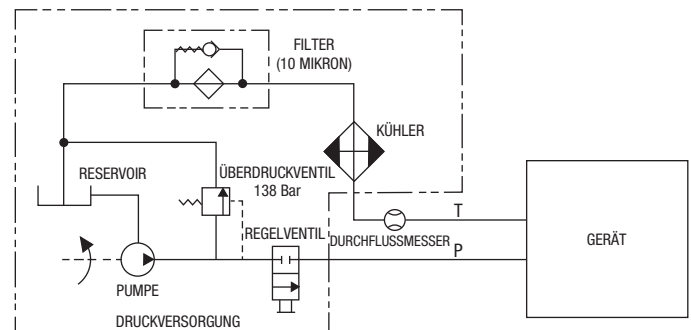 FILTER
(10 MIKRON)
KÜHLER
RESERVOIR
ÜBERDRUCKVENTIL
138 Bar
REGELVENTIL
DURCHFLUSSMESSER
T
P
GERÄT
PUMPE
DRUCKVERSORGUNG